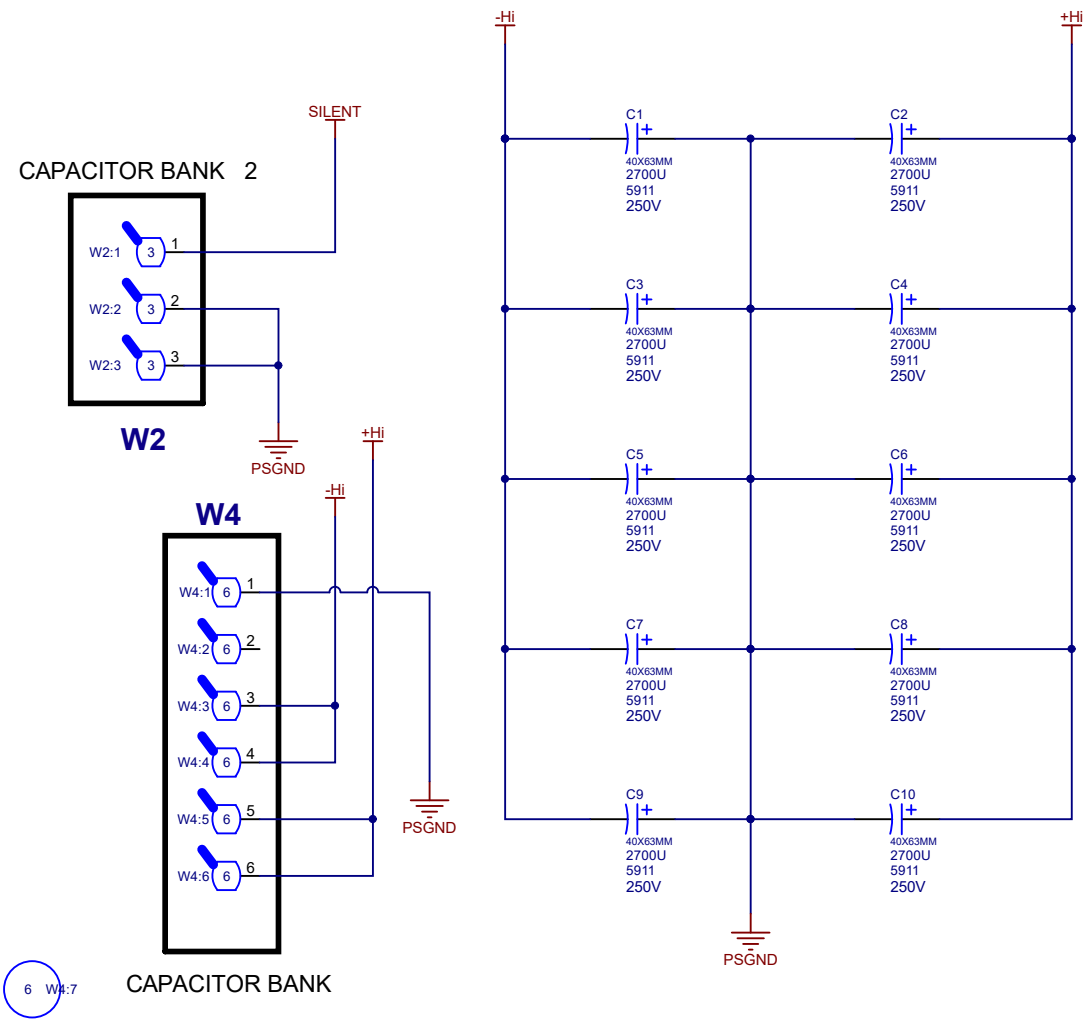 -Hi
+Hi
SILENT
CAPACITOR BANK 2
W2:1 3 1
W2:2 3 2
W2:3 3 3
W2
PSGND
+Hi
-Hi
W4
W4:1 6 1
W4:2 6 2
W4:3 6 3
W4:4 6 4
W4:5 6 5
W4:6 6 6
PSGND
CAPACITOR BANK
6 W4:7
C1
+
40X63MM
2700U
5911
250V
C2
+
40X63MM
2700U
5911
250V
C3
+
40X63MM
2700U
5911
250V
C4
+
40X63MM
2700U
5911
250V
C5
+
40X63MM
2700U
5911
250V
C6
+
40X63MM
2700U
5911
250V
C7
+
40X63MM
2700U
5911
250V
C8
+
40X63MM
2700U
5911
250V
C9
+
40X63MM
2700U
5911
250V
C10
+
40X63MM
2700U
5911
250V
PSGND